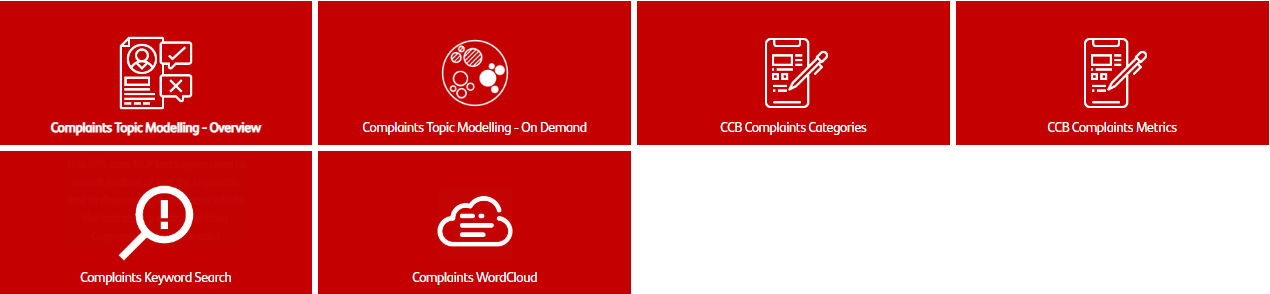 Complaints Topic Modelling - Overview
Complaints Topic Modelling - On Demand
CCB Complaints Categories
CCB Complaints Metrics
Complaints Keyword Search
Complaints WordCloud